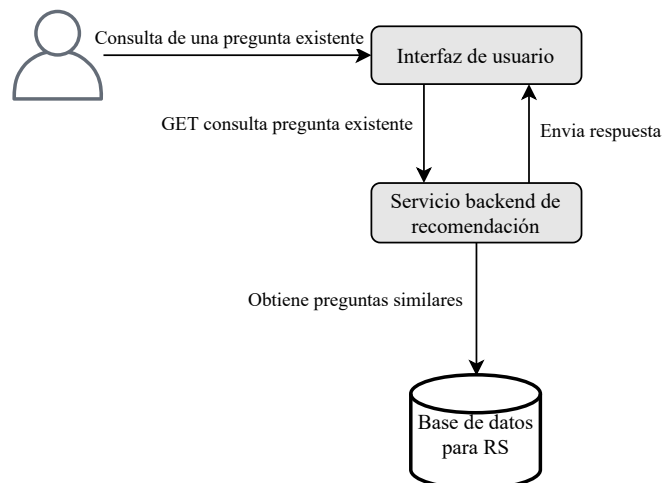 Consulta de una pregunta existente
Interfaz de usuario
GET consulta pregunta existente
Envia respuesta
Servicio backend de
recomendación
Obtiene preguntas similares
Base de datos
para RS